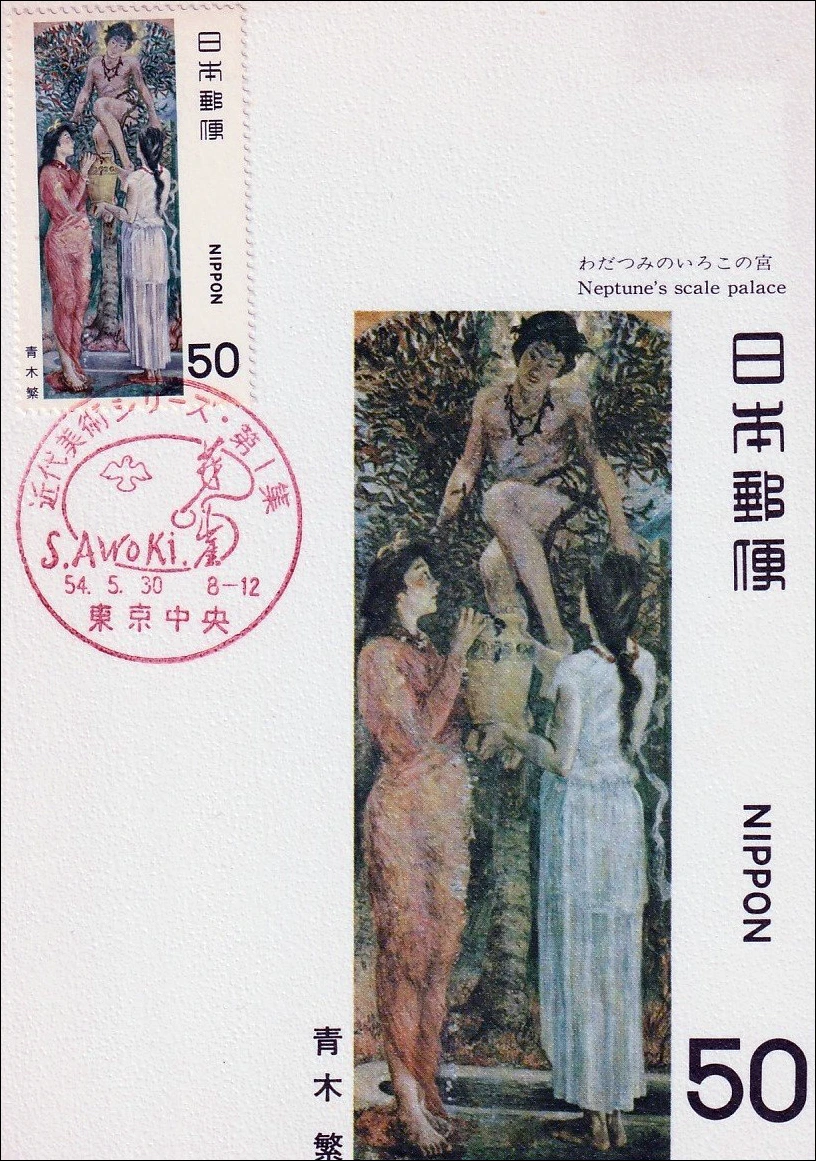 日本郵便
NIPPON
50
青木繁
近代美術シリーズ・第1集
S.AWOKi.
54. 5. 30 8-12
東京中央
わだつみのいろこの宮
Neptune's scale palace
日本郵便
NIPPON
50
青木繁